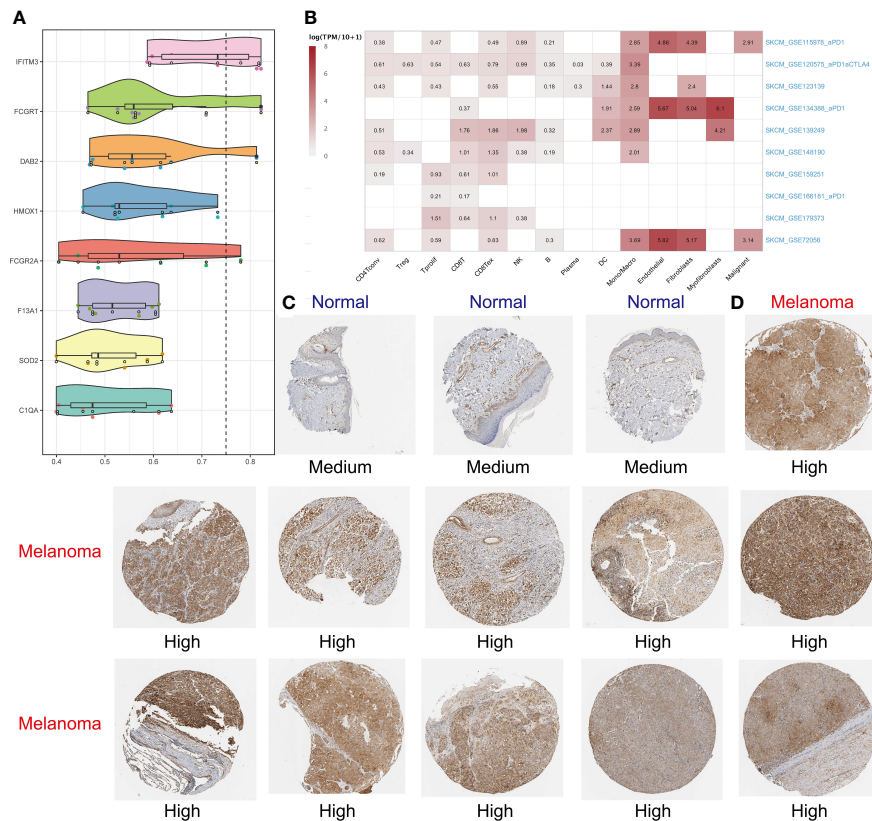 A
IFITM3
FCGRT
DAB2
HMOX1
FCGR2A
F13A1
SOD2
C1QA
0.4 0.5 0.6 0.7 0.8
B
log(TPM/10+1)
8
6
4
2
0
0.38 0.47 0.49 0.89 0.21 2.85 4.86 4.39 2.91 SKCM_GSE115978_aPD1
0.61 0.63 0.54 0.63 0.79 0.99 0.35 0.03 0.39 3.39 SKCM_GSE120575_aPD1aCTLA4
0.23 0.43 0.55 0.18 0.3 1.44 2.8 2.4 SKCM_GSE123139
0.37 1.91 2.59 5.67 5.04 6.1 SKCM_GSE134388_aPD1
0.51 1.76 1.86 1.98 0.32 2.37 2.89 4.21 SKCM_GSE139249
0.53 0.34 1.01 1.35 0.38 0.19 2.01 SKCM_GSE148190
0.19 0.93 0.61 1.01 SKCM_GSE159251
0.21 0.17 SKCM_GSE166181_aPD1
1.51 0.64 1.1 0.38 SKCM_GSE179373
0.62 0.59 0.63 0.3 3.69 5.82 5.17 3.14 SKCM_GSE72056
CD4Tconv Treg Tprolif CD8T CD8Tex NK B Plasma DC Mono/Macro Endothelial Fibroblasts Myofibroblasts Malignant
C Normal Normal Normal D Melanoma
Medium Medium Medium High
Melanoma
High High High High High
Melanoma
High High High High High